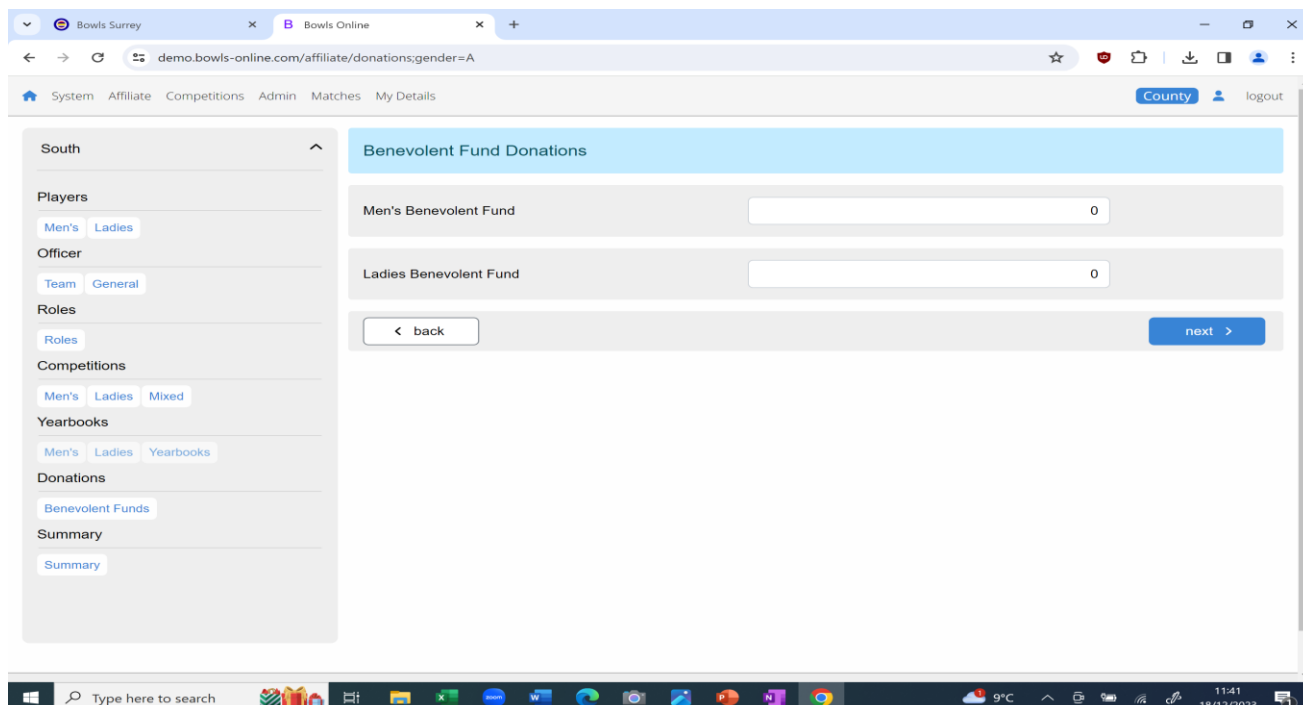 Bowls Surrey
B Bowls Online
demo.bowls-online.com/affiliate/donations;gender=A
System Affiliate Competitions Admin Matches My Details County logout
South
Benevolent Fund Donations
Players
Men's Benevolent Fund 0
Men's Ladies
Officer
Ladies Benevolent Fund 0
Team General
Roles
< back next >
Roles
Competitions
Men's Ladies Mixed
Yearbooks
Men's Ladies Yearbooks
Donations
Benevolent Funds
Summary
Summary
Type here to search 9°C 11:41
18/12/2023